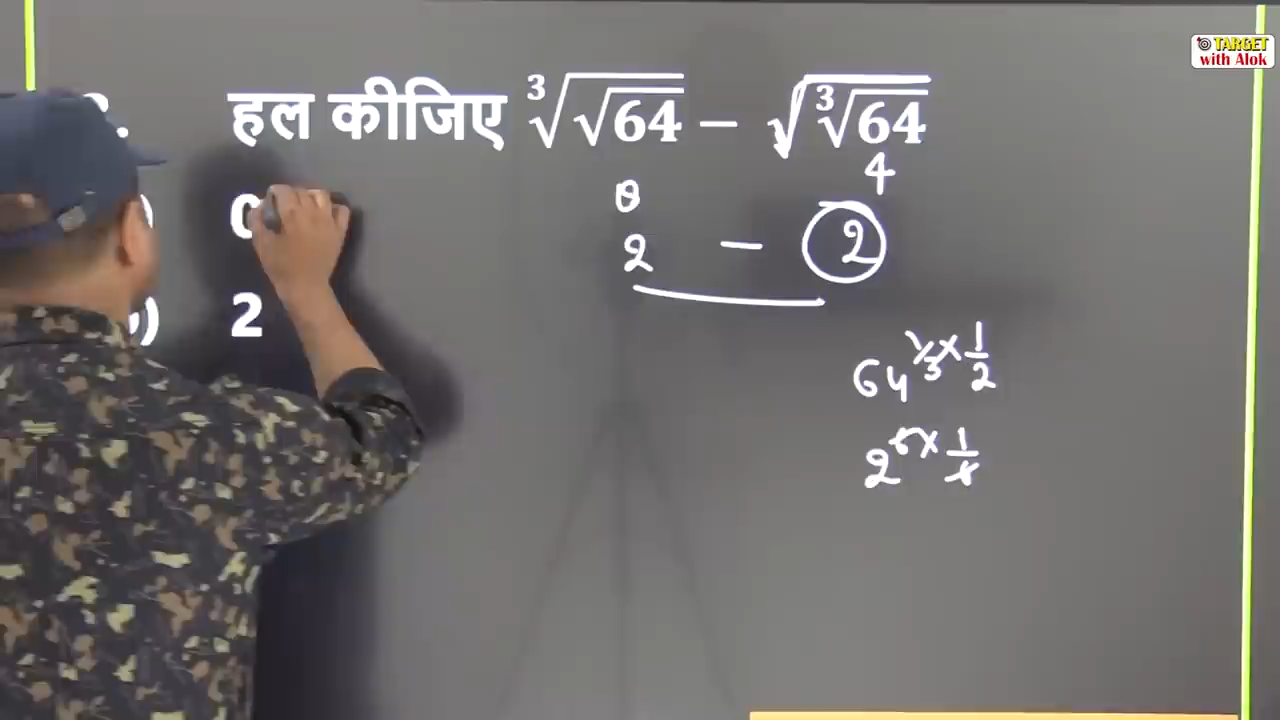 TARGET
with Alok
हल कीजिए ∛√64 − √∛64
4
8
0
2 − 2
2
64^(1/3 × 1/2)
2^(6 × 1/6)